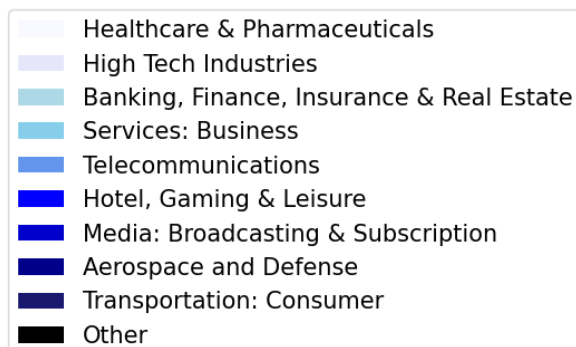 Healthcare & Pharmaceuticals
High Tech Industries
Banking, Finance, Insurance & Real Estate
Services: Business
Telecommunications
Hotel, Gaming & Leisure
Media: Broadcasting & Subscription
Aerospace and Defense
Transportation: Consumer
Other